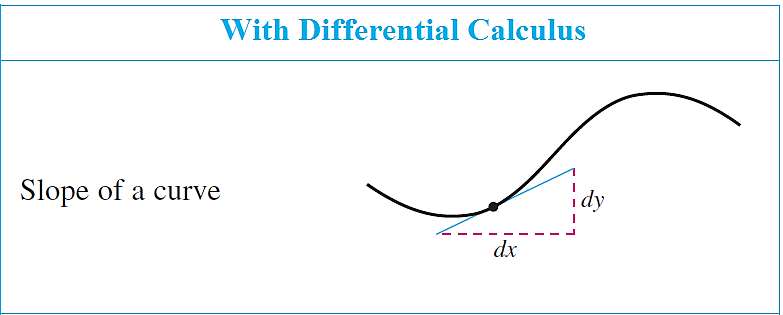 With Differential Calculus
Slope of a curve
dy
dx